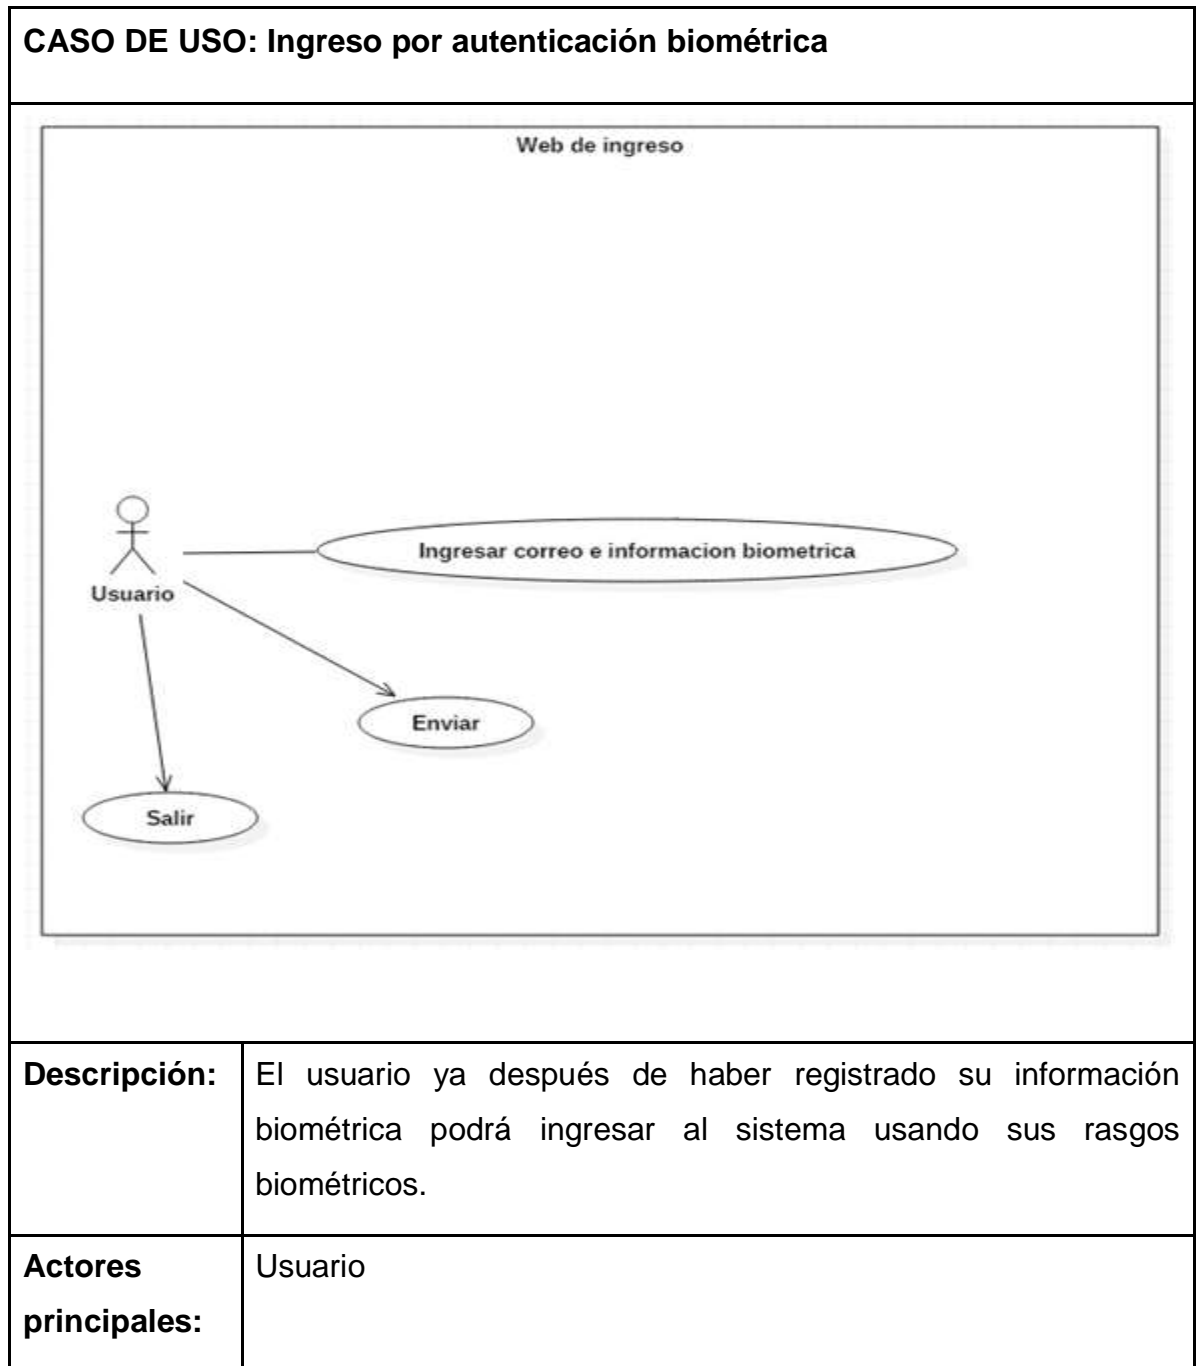 CASO DE USO: Ingreso por autenticación biométrica
Web de ingreso
Ingresar correo e informacion biometrica
Usuario
Enviar
Salir
Descripción:
El usuario ya después de haber registrado su información
biométrica podrá ingresar al sistema usando sus rasgos
biométricos.
Actores
principales:
Usuario